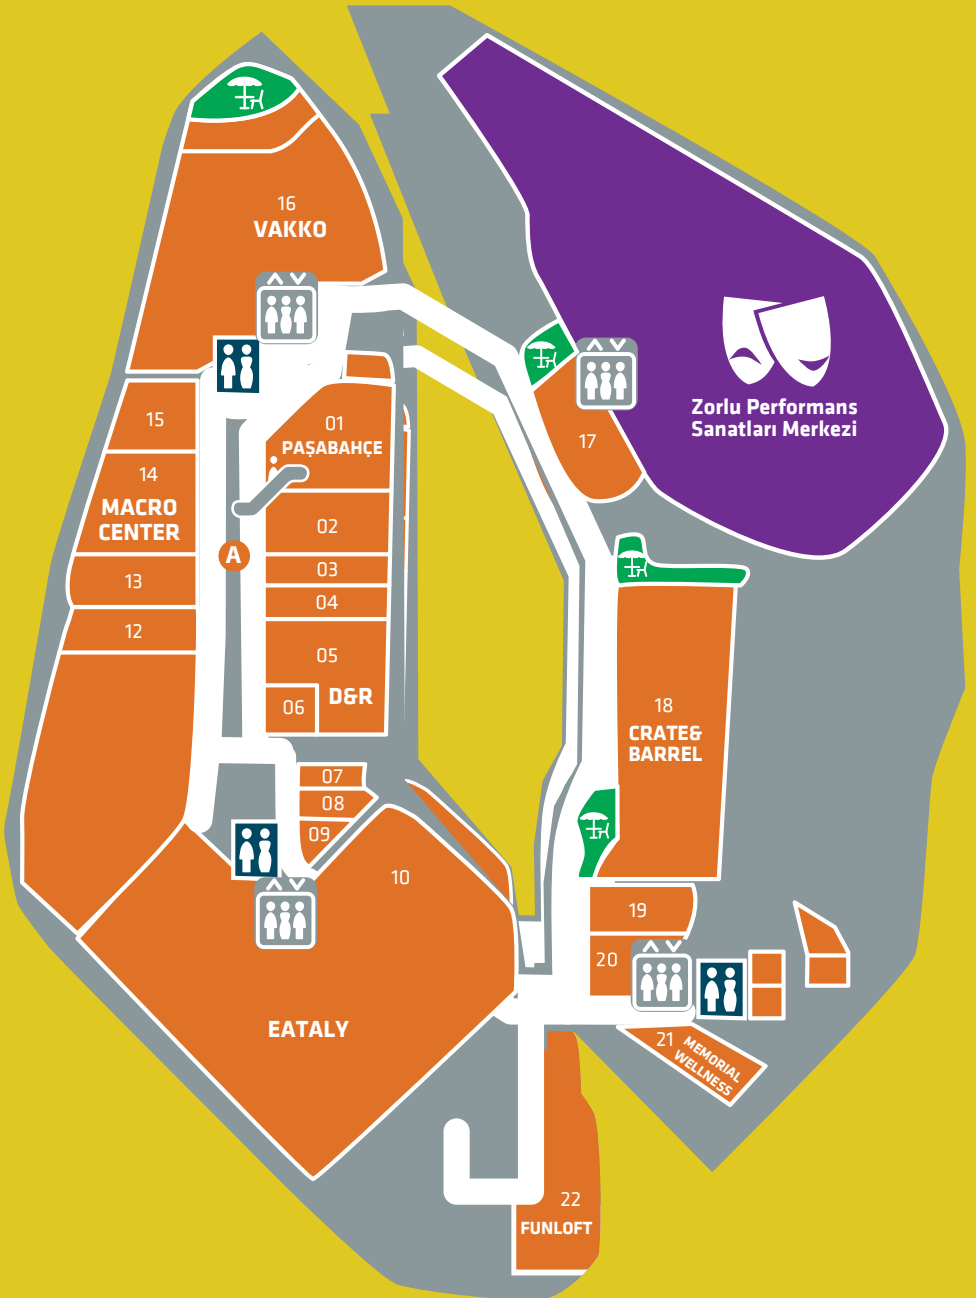 16
VAKKO
Zorlu Performans
Sanatları Merkezi
01
PAŞABAHÇE
17
15
14
MACRO
CENTER
02
A
03
13
04
12
05
D&R
06
18
CRATE&
BARREL
07
08
09
10
19
20
EATALY
21
MEMORIAL
WELLNESS
22
FUNLOFT